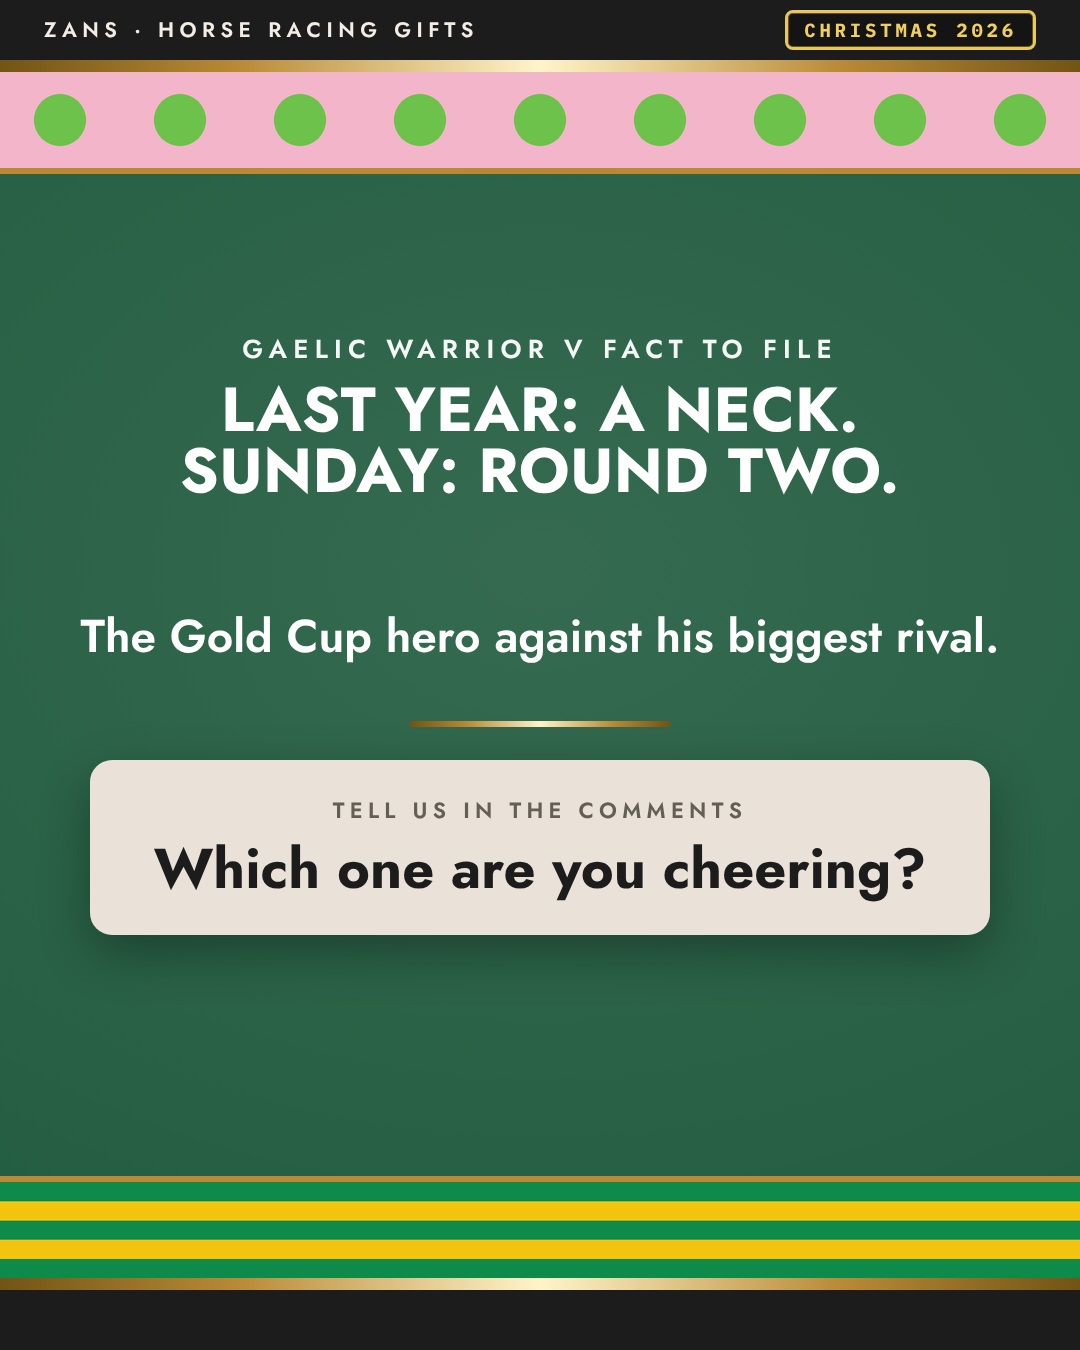 ZANS · HORSE RACING GIFTS
CHRISTMAS 2026
GAELIC WARRIOR V FACT TO FILE
LAST YEAR: A NECK.
SUNDAY: ROUND TWO.
The Gold Cup hero against his biggest rival.
TELL US IN THE COMMENTS
Which one are you cheering?